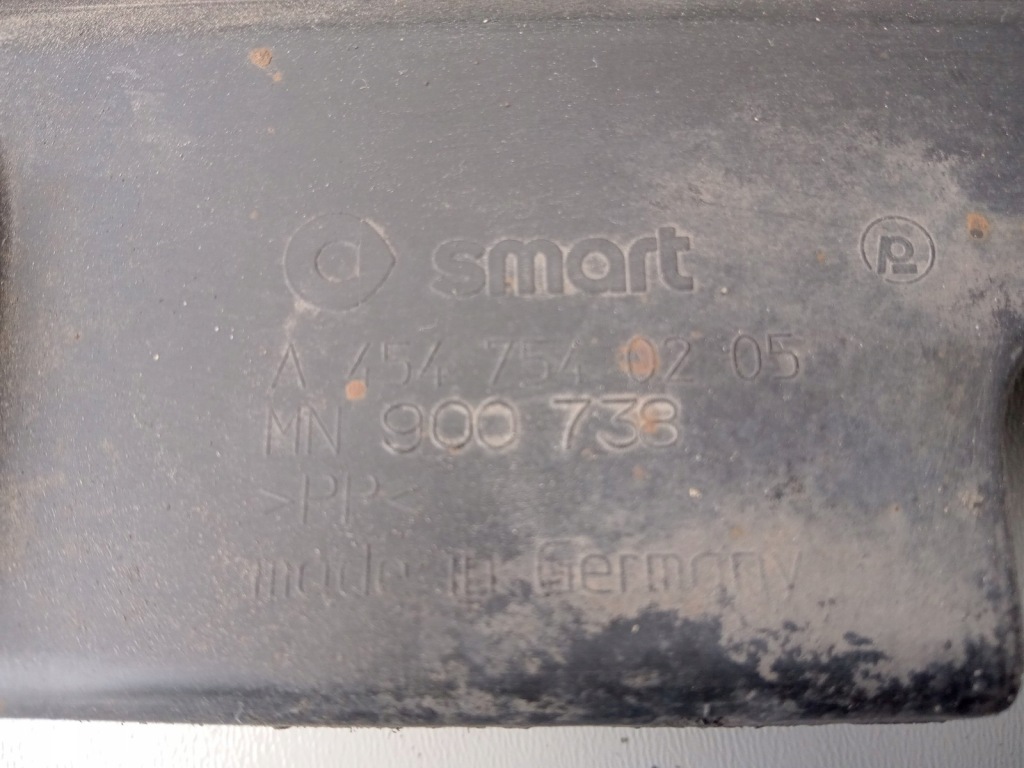 smart
A 454 754 02 05
MN 900 738
>PP<
made in Germany